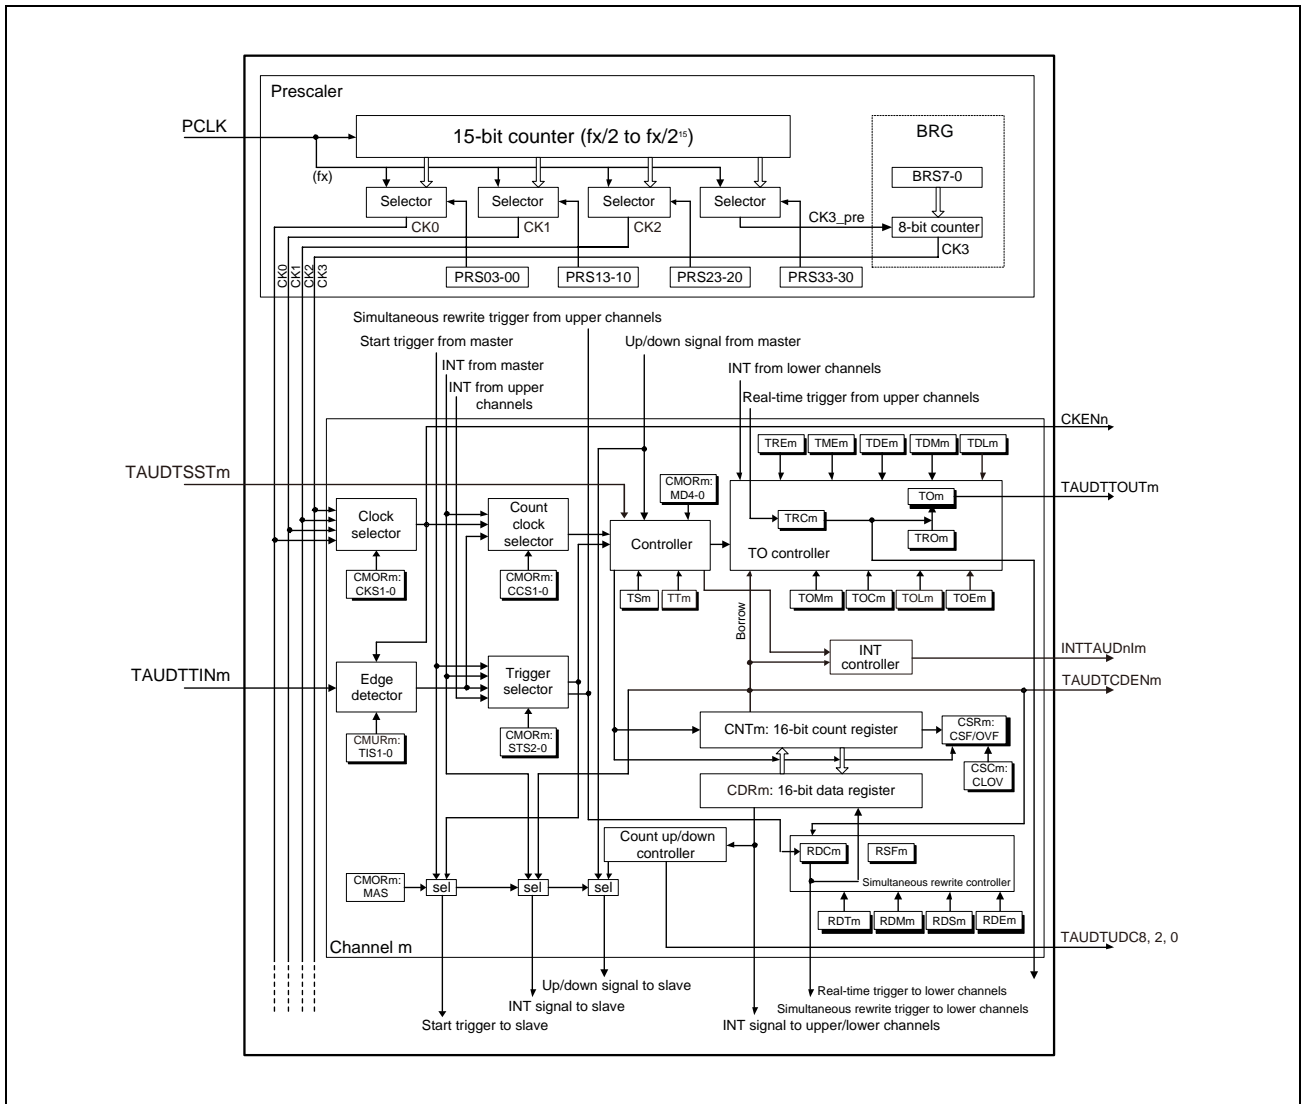 Prescaler
PCLK
15-bit counter (fx/2 to fx/2¹⁵)
BRG
BRS7-0
(fx)
Selector
Selector
Selector
Selector
CK3_pre
8-bit counter
CK0
CK1
CK2
CK3
CK0
CK1
CK2
CK3
PRS03-00
PRS13-10
PRS23-20
PRS33-30
Simultaneous rewrite trigger from upper channels
Start trigger from master
Up/down signal from master
INT from master
INT from lower channels
INT from upper
channels
Real-time trigger from upper channels
CKENn
TREm
TMEm
TDEm
TDMm
TDLm
TAUDTSSTm
CMORm:
MD4-0
TAUDTTOUTm
Clock
selector
Count
clock
selector
Controller
TRCm
TOm
TROm
TO controller
CMORm:
CKS1-0
CMORm:
CCS1-0
TSm
TTm
TOMm
TOCm
TOLm
TOEm
Borrow
INT
controller
INTTAUDnIm
TAUDTTINm
Edge
detector
Trigger
selector
TAUDTCDENm
CMURm:
TIS1-0
CMORm:
STS2-0
CNTm: 16-bit count register
CSRm:
CSF/OVF
CSCm:
CLOV
CDRm: 16-bit data register
Count up/down
controller
RDCm
RSFm
Simultaneous rewrite controller
CMORm:
MAS
sel
sel
sel
RDTm
RDMm
RDSm
RDEm
Channel m
TAUDTUDC8, 2, 0
Up/down signal to slave
INT signal to slave
Start trigger to slave
Real-time trigger to lower channels
Simultaneous rewrite trigger to lower channels
INT signal to upper/lower channels